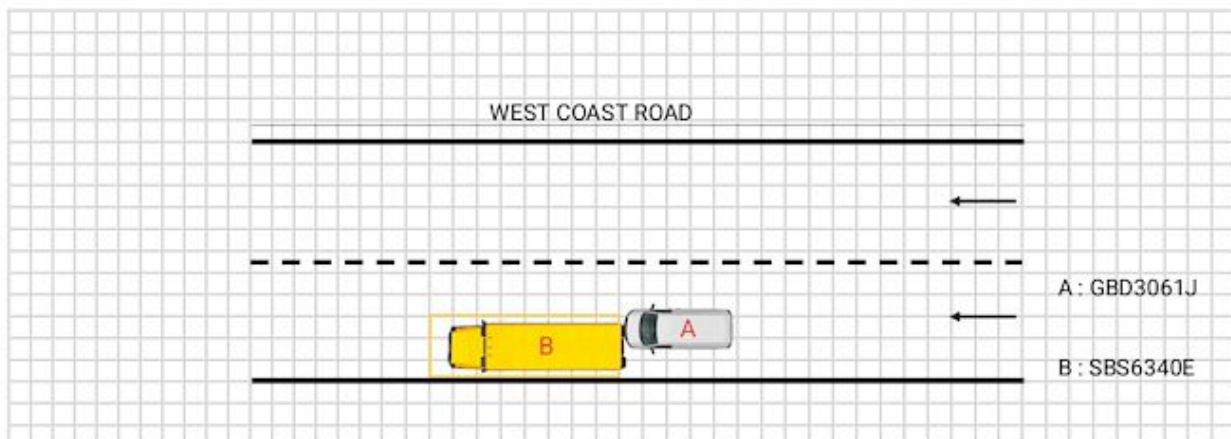 WEST COAST ROAD
A : GBD3061J
B
A
B : SBS6340E